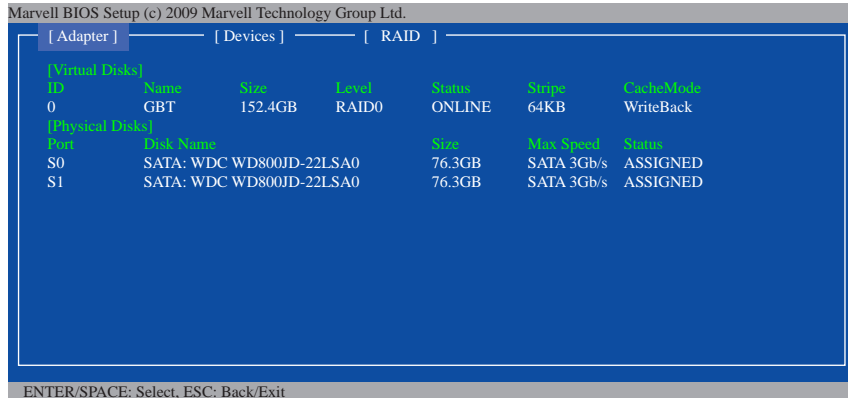 Marvell BIOS Setup (c) 2009 Marvell Technology Group Ltd.
[ Adapter ] [ Devices ] [ RAID ]
[Virtual Disks]
ID Name Size Level Status Stripe CacheMode
0 GBT 152.4GB RAID0 ONLINE 64KB WriteBack
[Physical Disks]
Port Disk Name Size Max Speed Status
S0 SATA: WDC WD800JD-22LSA0 76.3GB SATA 3Gb/s ASSIGNED
S1 SATA: WDC WD800JD-22LSA0 76.3GB SATA 3Gb/s ASSIGNED
ENTER/SPACE: Select, ESC: Back/Exit